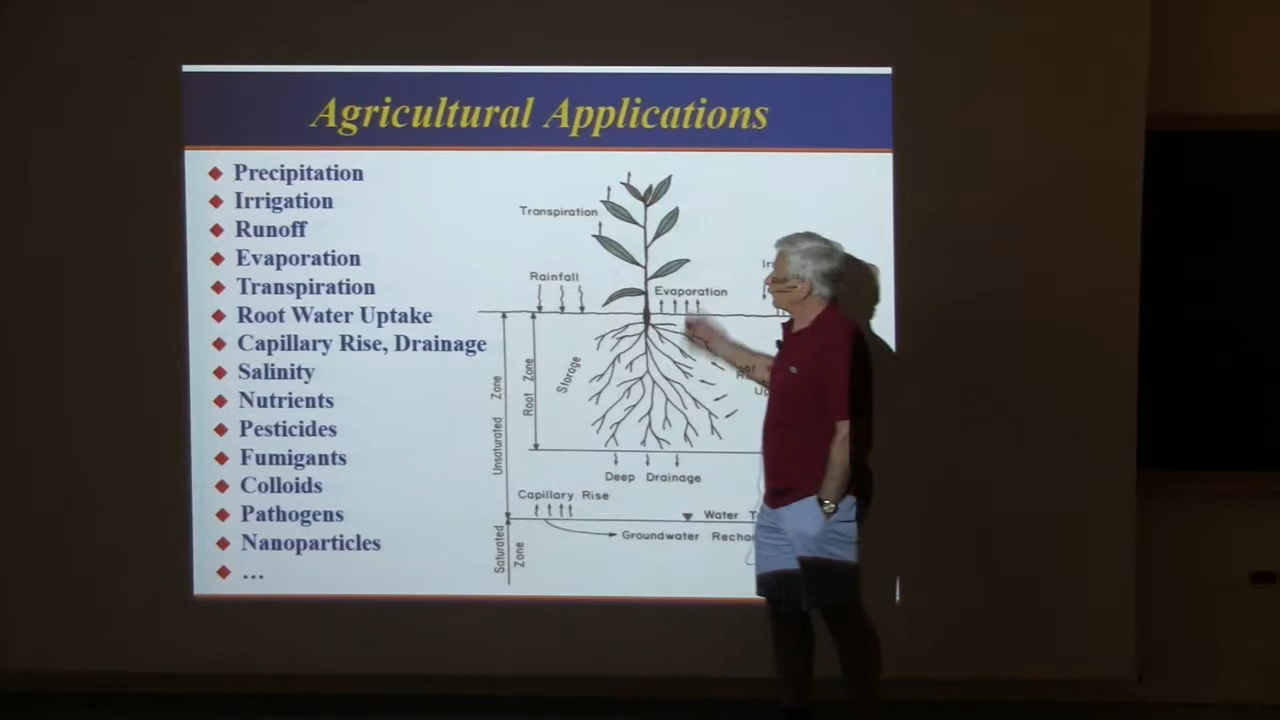 Agricultural Applications
Precipitation
Irrigation
Runoff
Evaporation
Transpiration
Root Water Uptake
Capillary Rise, Drainage
Salinity
Nutrients
Pesticides
Fumigants
Colloids
Pathogens
Nanoparticles
...
Transpiration
Rainfall
Evaporation
Storage
Root Zone
Unsaturated Zone
Deep Drainage
Capillary Rise
Water
Groundwater
Saturated Zone